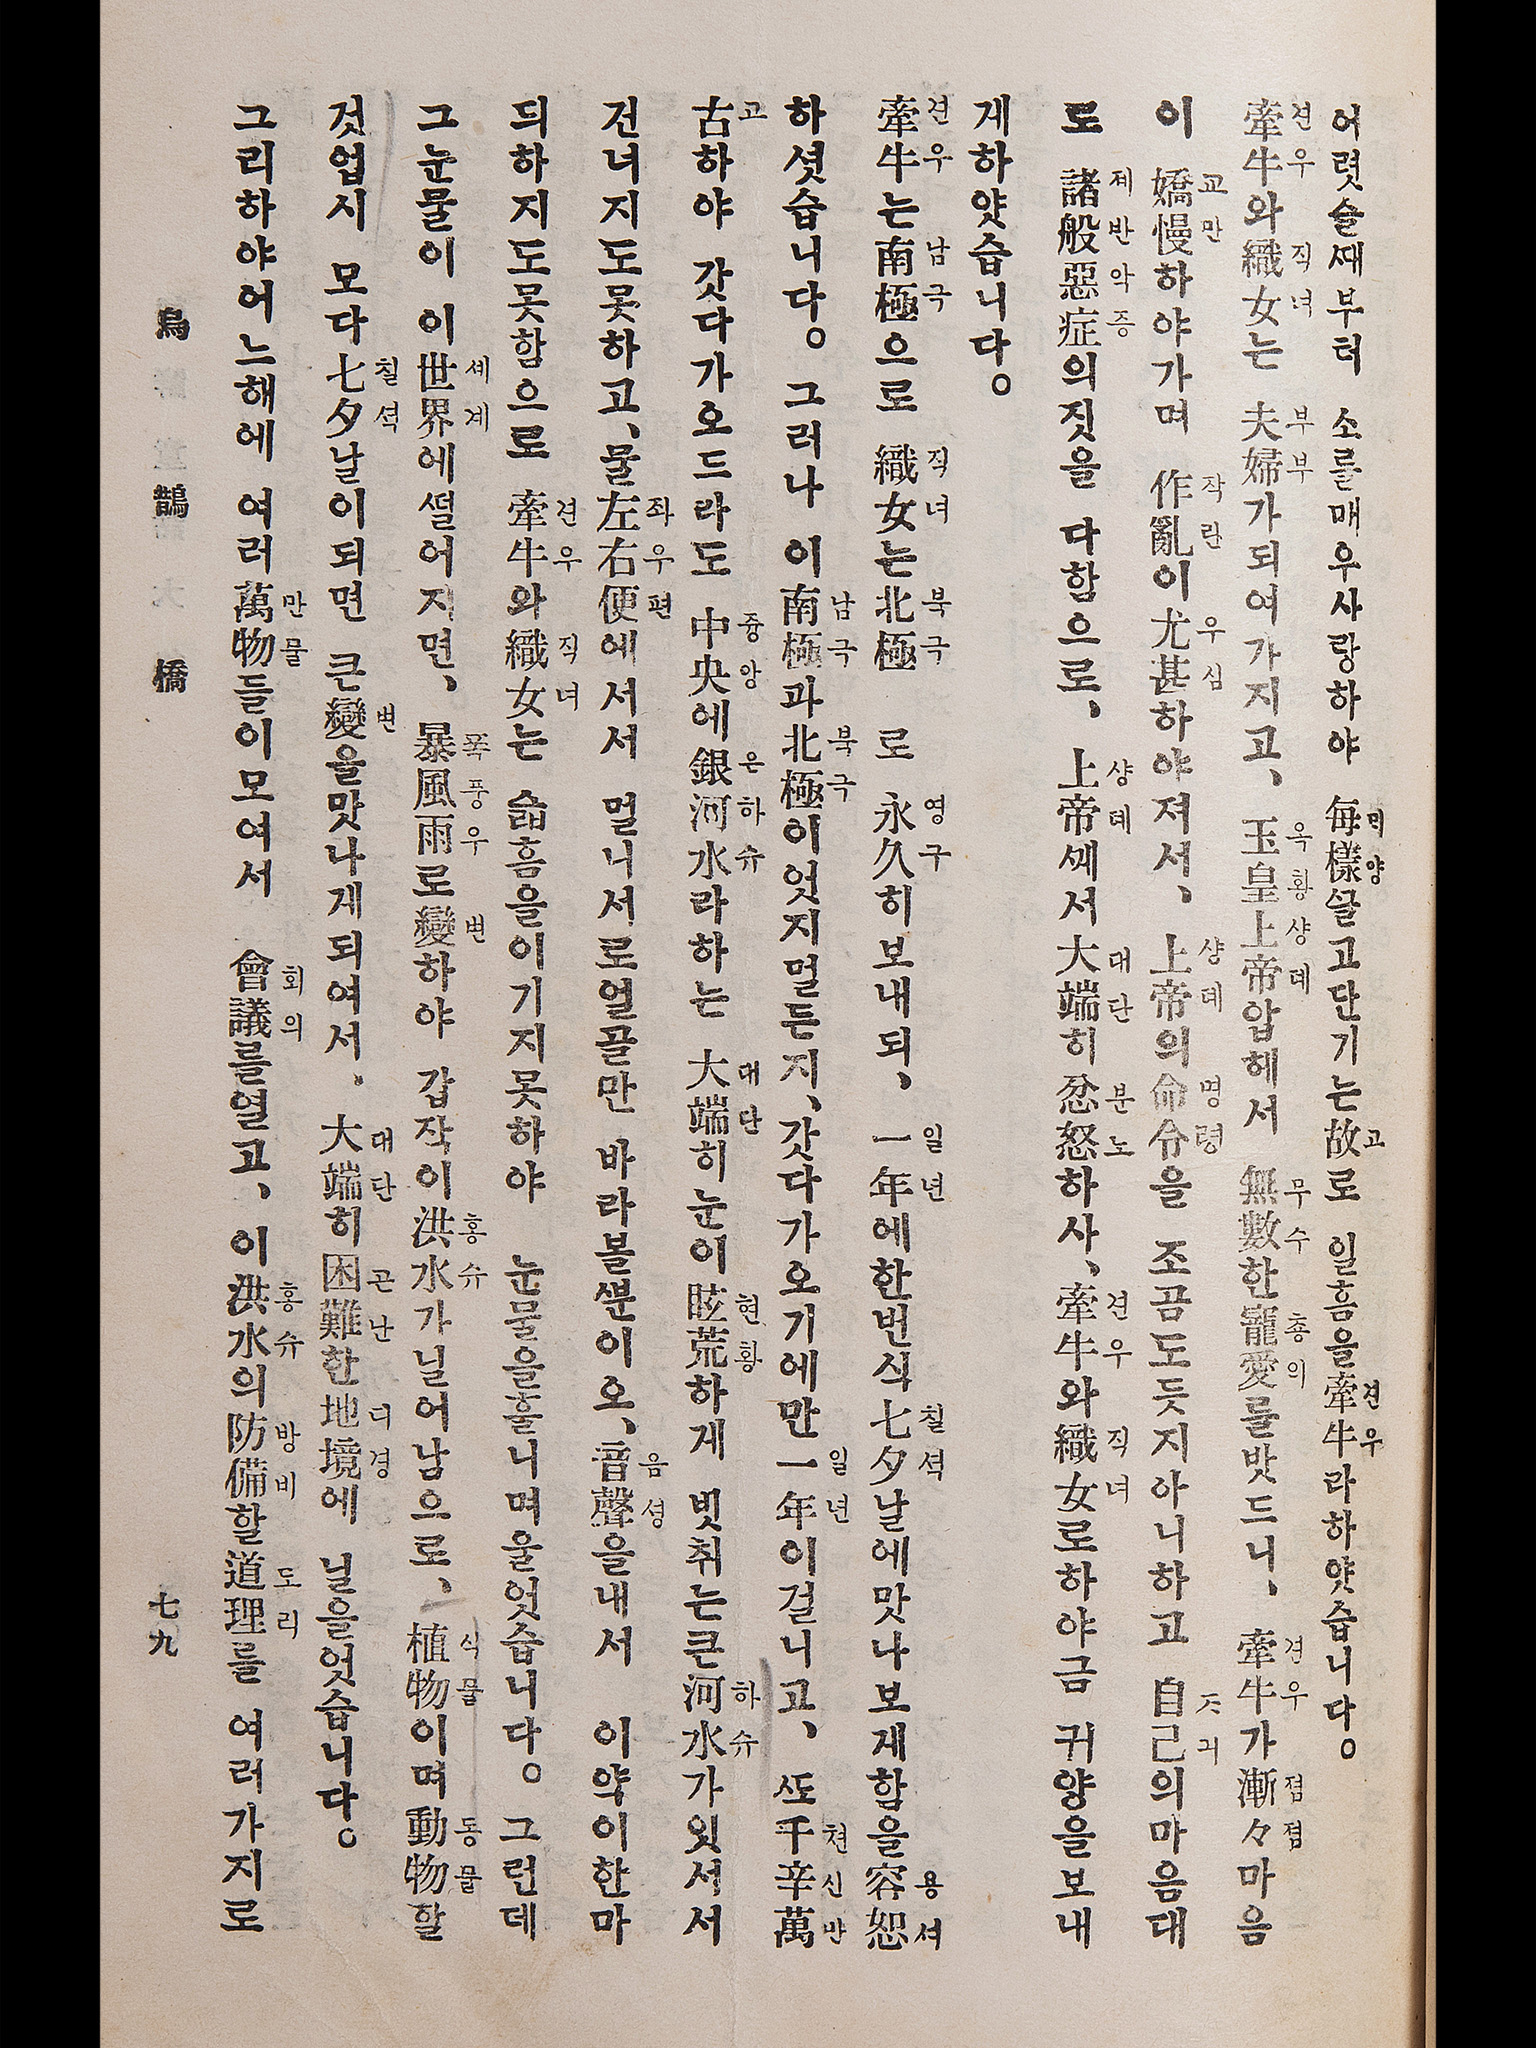 어렷슬ᄯᅢ부터 소를매우사랑하야 每樣ᄭᅳᆯ고단기는故로 일흠을牽牛라하얏습니다。
牽牛와織女는 夫婦가되여가지고、玉皇上帝압헤서 無數한寵愛를밧드니、牽牛가漸々마음
이 嬌慢하야가며 作亂이尤甚하야져서、上帝의命令을 조곰도듯지아니하고 自己의마음대
로 諸般惡症의짓을 다함으로、上帝ᄭᅦ서大端히忿怒하사、牽牛와織女로하야금 귀양을보내
게하얏습니다。
牽牛는南極으로 織女는北極 로 永久히보내되、一年에한번식七夕날에맛나보게함을容恕
하셧습니다。그러나 이南極과北極이엇지멀든지、갓다가오기에만一年이걸니고、ᄯᅩ千辛萬
古하야 갓다가오드라도 中央에銀河水라하는 大端히눈이眩荒하게 빗취는큰河水가잇서서
건너지도못하고、물左右便에서서 멀니서로얼골만 바라볼ᄲᅮᆫ이오、音聲을내서 이약이한마
듸하지도못함으로 牽牛와織女는 슯흠을이기지못하야 눈물을흘니며울엇습니다。그런데
그눈물이 이世界에ᄯᅥᆯ어지면、暴風雨로變하야 갑작이洪水가닐어남으로、植物이며動物할
것업시 모다七夕날이되면 큰變을맛나게되여서、大端히困難한地境에 닐을엇습니다。
그리하야어느해에 여러萬物들이모여서 會議를열고、이洪水의防備할道理를 여러가지로
烏鵲橋
七九